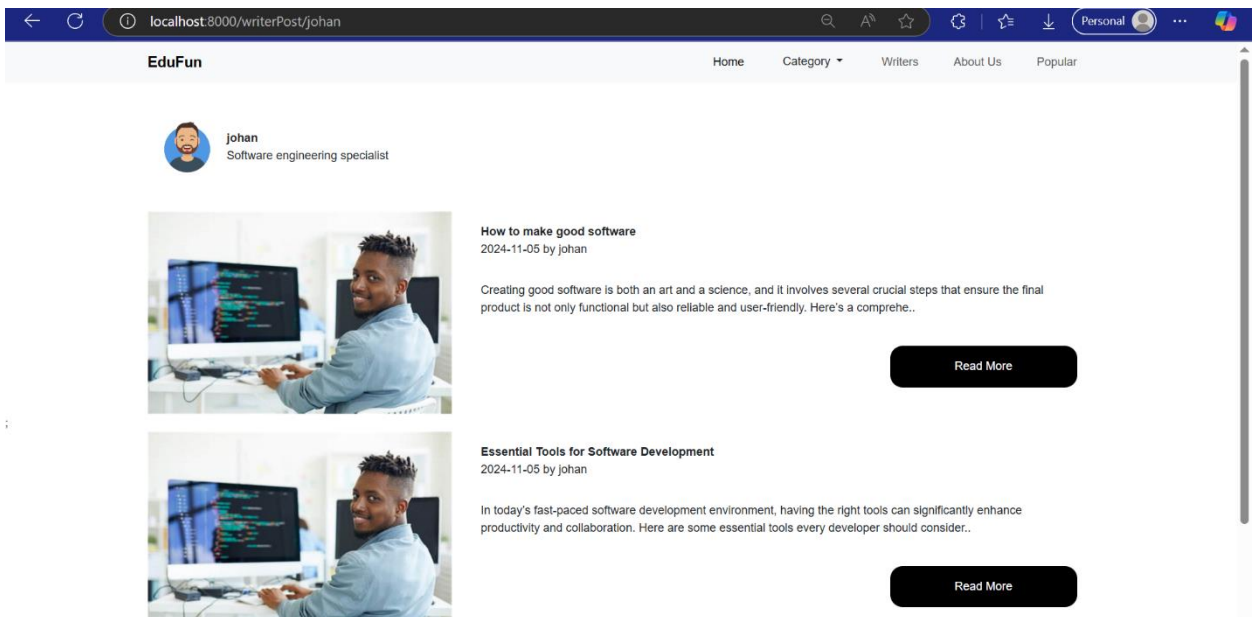 localhost:8000/writerPost/johan
Personal
EduFun
Home Category Writers About Us Popular
johan
Software engineering specialist
How to make good software
2024-11-05 by johan
Creating good software is both an art and a science, and it involves several crucial steps that ensure the final
product is not only functional but also reliable and user-friendly. Here's a comprehe..
Read More
;
Essential Tools for Software Development
2024-11-05 by johan
In today's fast-paced software development environment, having the right tools can significantly enhance
productivity and collaboration. Here are some essential tools every developer should consider..
Read More